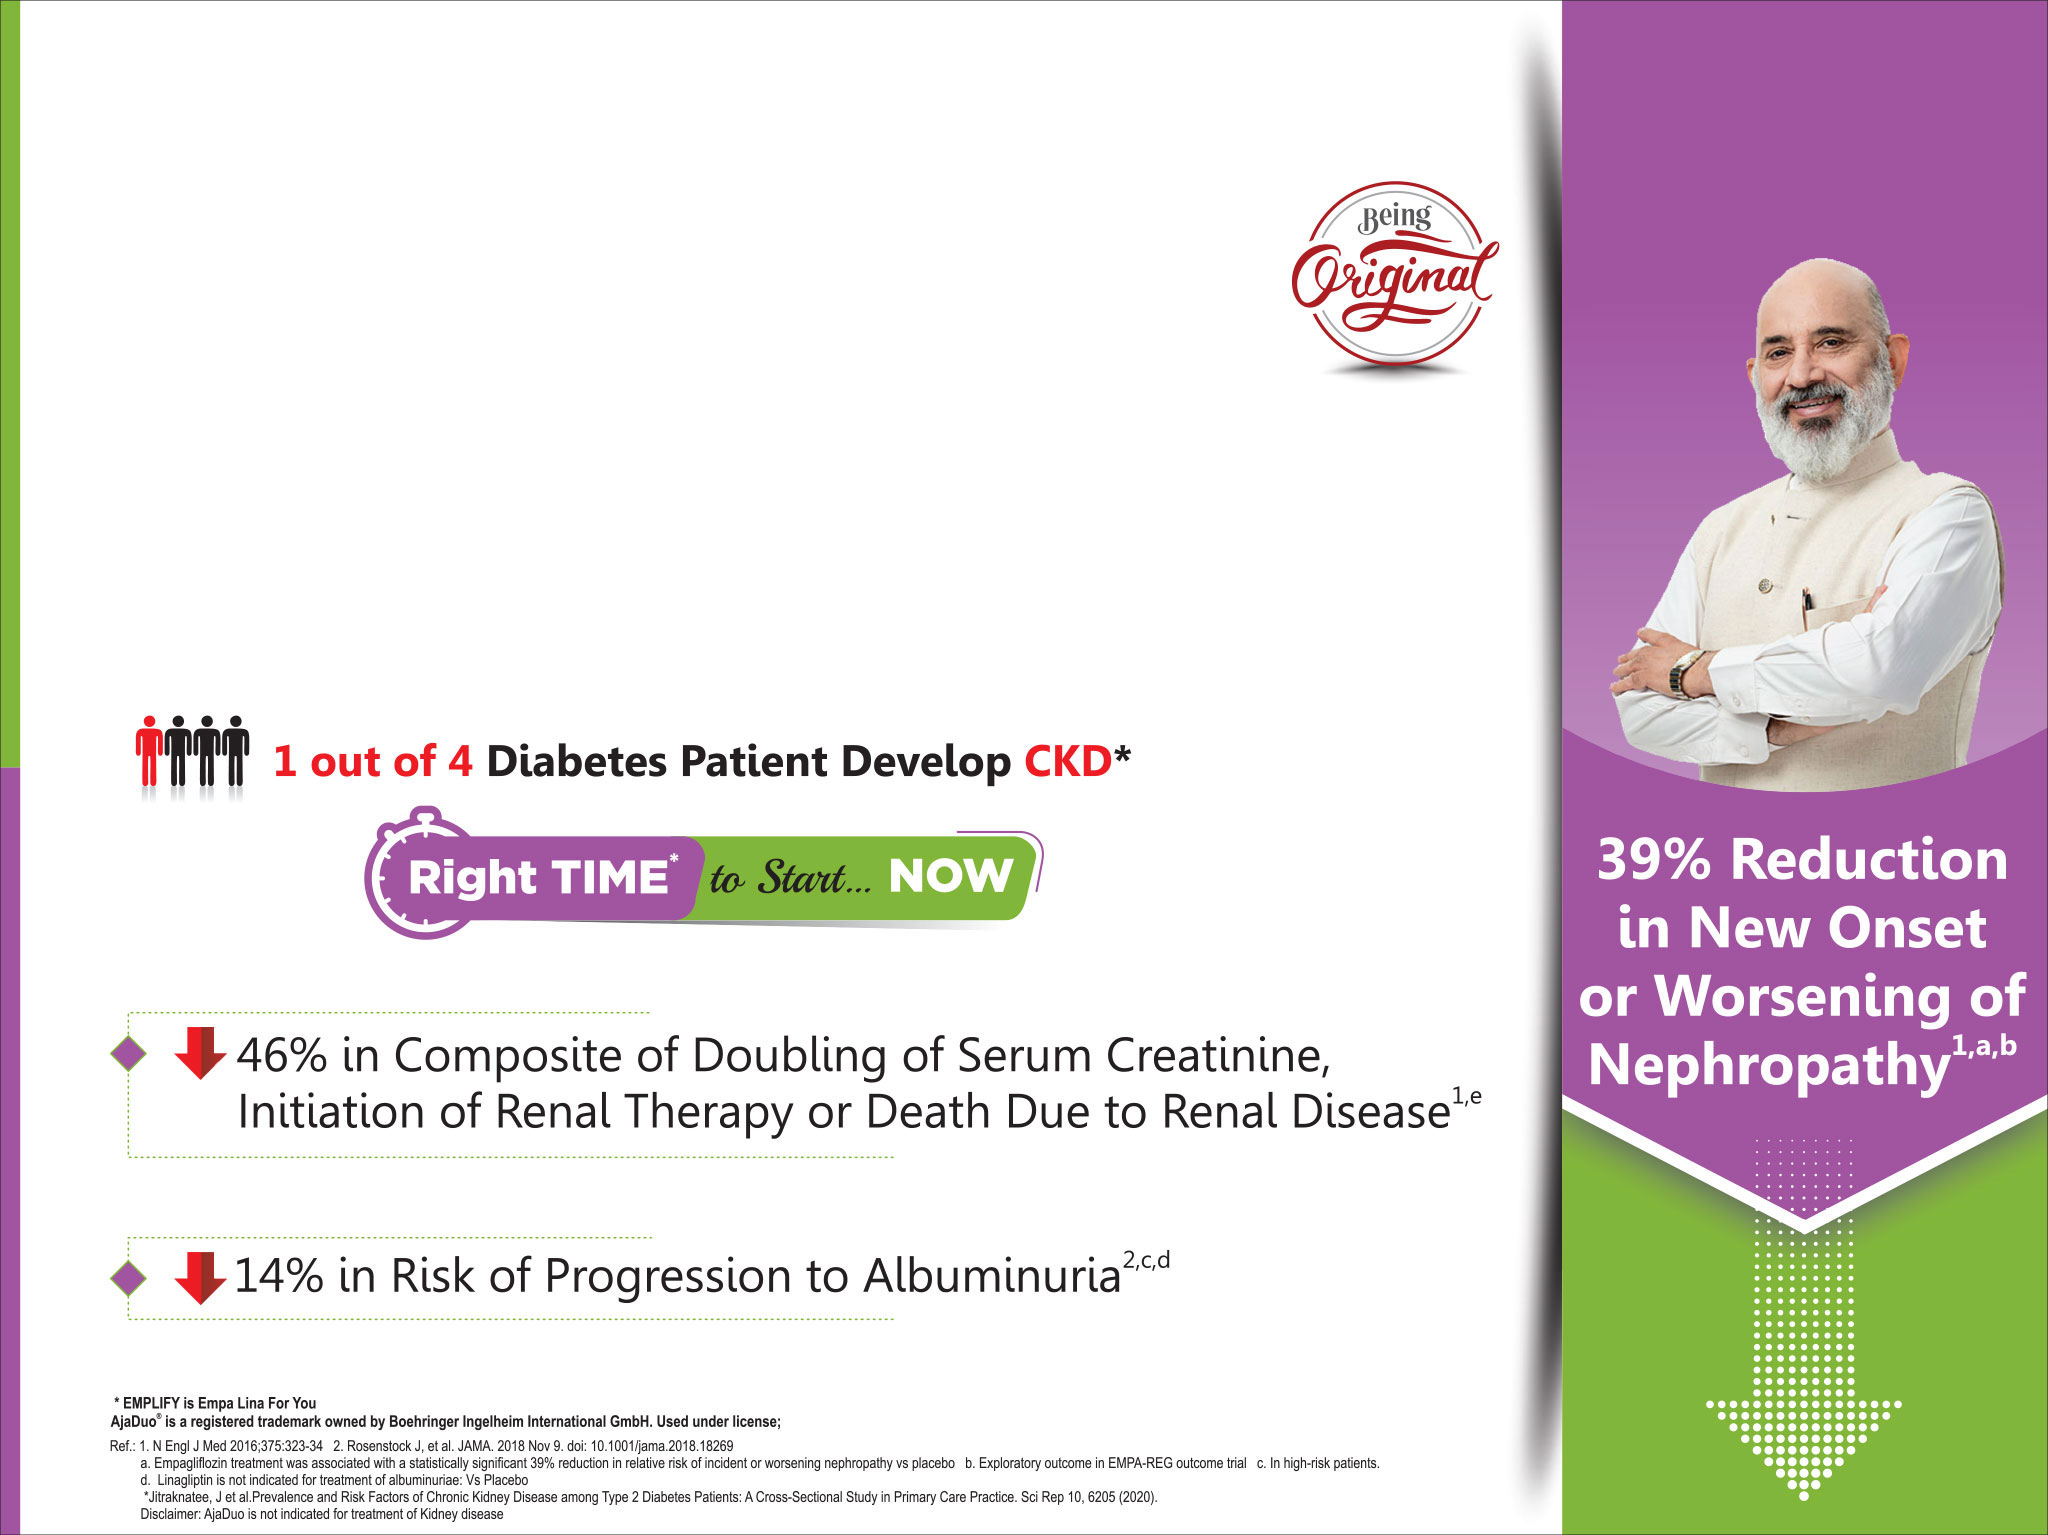 Being
Original
1 out of 4 Diabetes Patient Develop CKD*
Right TIME* to Start... NOW
46% in Composite of Doubling of Serum Creatinine,
Initiation of Renal Therapy or Death Due to Renal Disease1,e
14% in Risk of Progression to Albuminuria2,c,d
39% Reduction
in New Onset
or Worsening of
Nephropathy1,a,b
* EMPLIFY is Empa Lina For You
AjaDuo® is a registered trademark owned by Boehringer Ingelheim International GmbH. Used under license;
Ref.: 1. N Engl J Med 2016;375:323-34 2. Rosenstock J, et al. JAMA. 2018 Nov 9. doi: 10.1001/jama.2018.18269
a. Empagliflozin treatment was associated with a statistically significant 39% reduction in relative risk of incident or worsening nephropathy vs placebo b. Exploratory outcome in EMPA-REG outcome trial c. In high-risk patients.
d. Linagliptin is not indicated for treatment of albuminuriae: Vs Placebo
*Jitraknatee, J et al.Prevalence and Risk Factors of Chronic Kidney Disease among Type 2 Diabetes Patients: A Cross-Sectional Study in Primary Care Practice. Sci Rep 10, 6205 (2020).
Disclaimer: AjaDuo is not indicated for treatment of Kidney disease